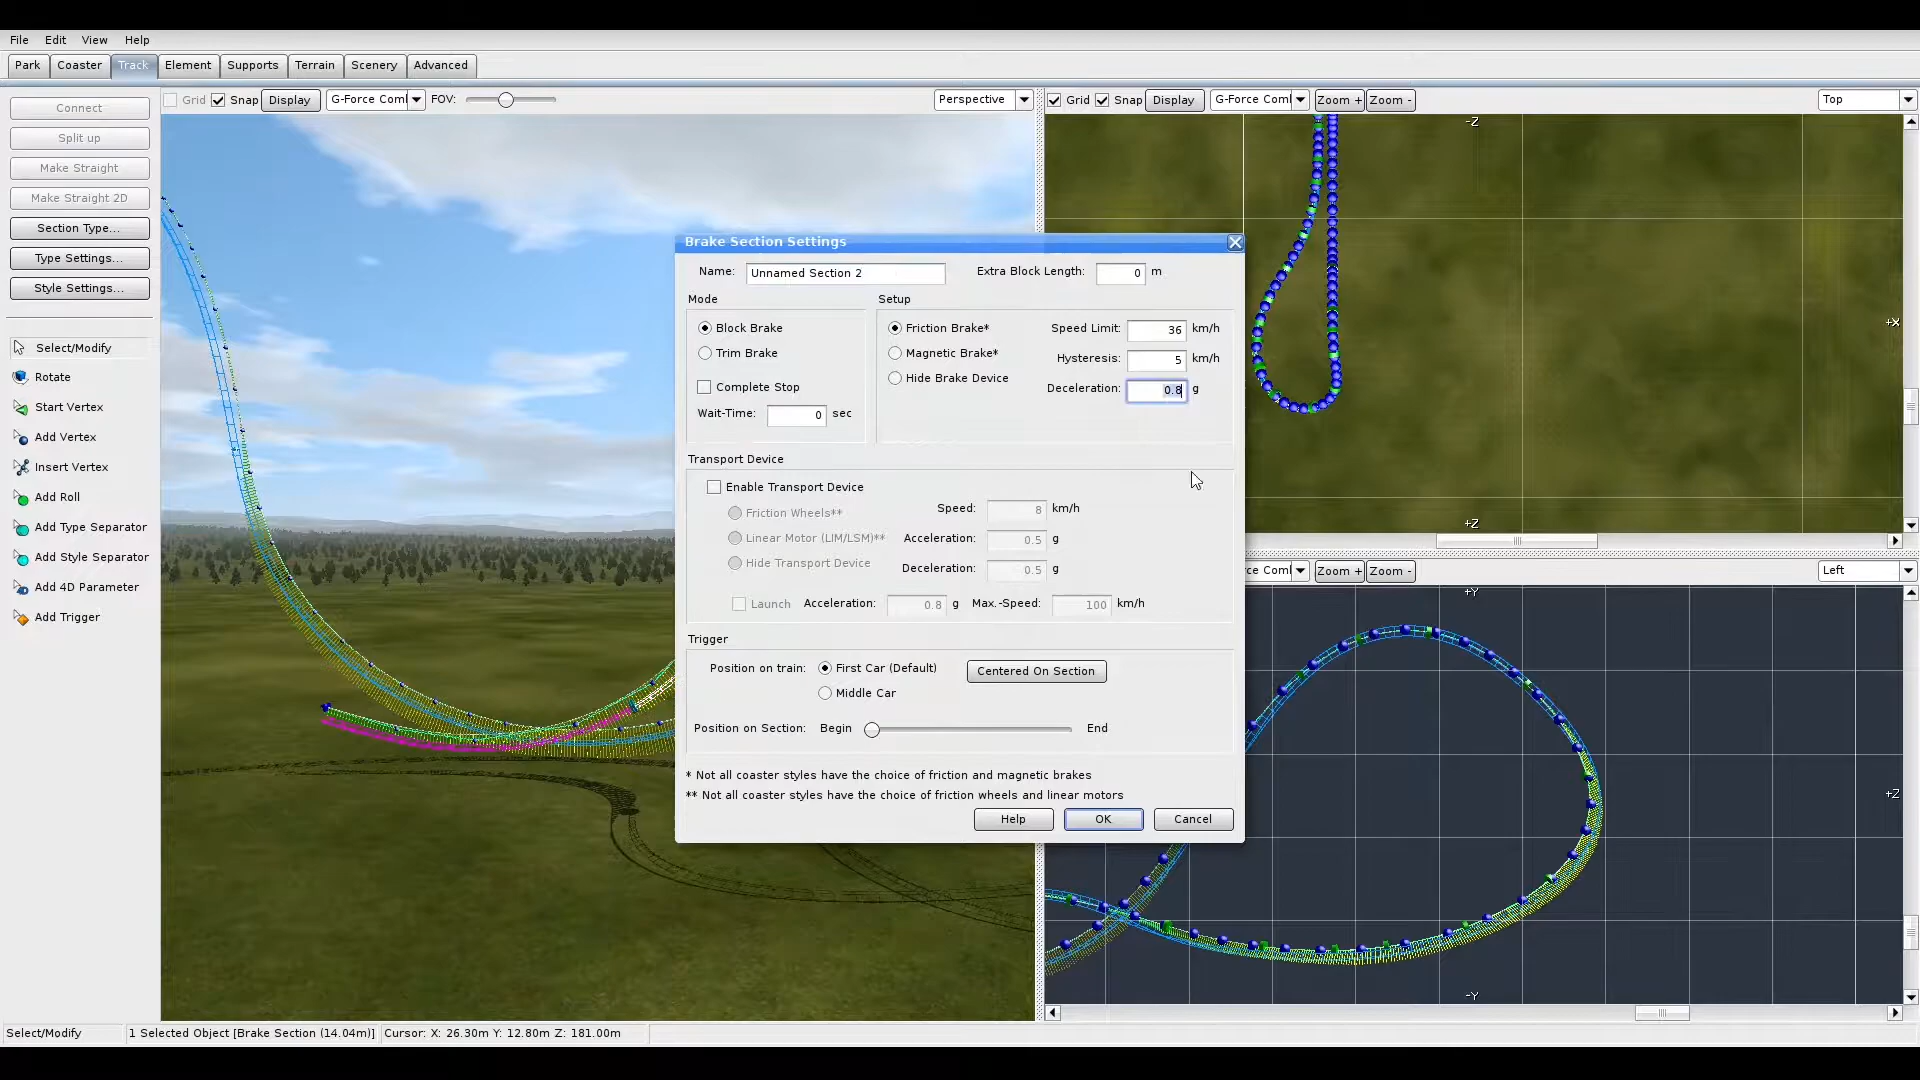 File Edit View Help
Park Coaster Track Element Supports Terrain Scenery Advanced
Connect
Split up
Make Straight
Make Straight 2D
Section Type...
Type Settings...
Style Settings...
Select/Modify
Rotate
Start Vertex
Add Vertex
Insert Vertex
Add Roll
Add Type Separator
Add Style Separator
Add 4D Parameter
Add Trigger
Grid Snap Display G-Force Coml FOV: Perspective
Grid Snap Display G-Force Coml Zoom + Zoom - Top
-Z
+X
+Z
rce Coml Zoom + Zoom - Left
+Y
+Z
-Y
Brake Section Settings
Name: Unnamed Section 2 Extra Block Length: 0 m
Mode Setup
Block Brake Friction Brake* Speed Limit: 36 km/h
Trim Brake Magnetic Brake* Hysteresis: 5 km/h
Complete Stop Hide Brake Device Deceleration: 0.8 g
Wait-Time: 0 sec
Transport Device
Enable Transport Device
Friction Wheels** Speed: 8 km/h
Linear Motor (LIM/LSM)** Acceleration: 0.5 g
Hide Transport Device Deceleration: 0.5 g
Launch Acceleration: 0.8 g Max.-Speed: 100 km/h
Trigger
Position on train: First Car (Default) Centered On Section
Middle Car
Position on Section: Begin End
* Not all coaster styles have the choice of friction and magnetic brakes
** Not all coaster styles have the choice of friction wheels and linear motors
Help OK Cancel
Select/Modify 1 Selected Object [Brake Section (14.04m)] Cursor: X: 26.30m Y: 12.80m Z: 181.00m